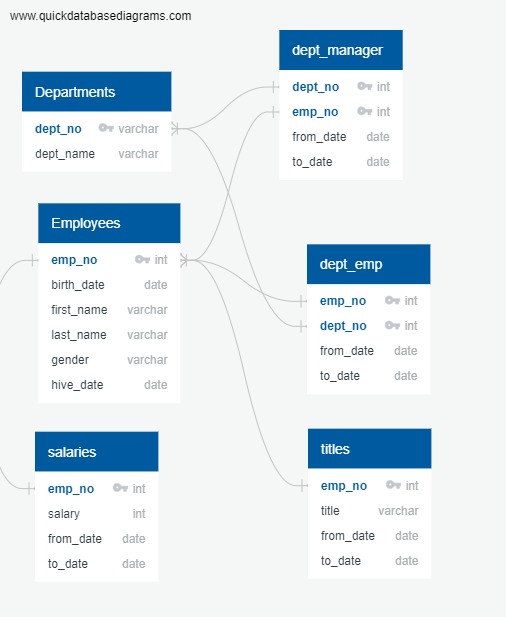 www.quickdatabasediagrams.com
Departments
dept_no varchar
dept_name varchar
dept_manager
dept_no int
emp_no int
from_date date
to_date date
Employees
emp_no int
birth_date date
first_name varchar
last_name varchar
gender varchar
hive_date date
dept_emp
emp_no int
dept_no int
from_date date
to_date date
salaries
emp_no int
salary int
from_date date
to_date date
titles
emp_no int
title varchar
from_date date
to_date date